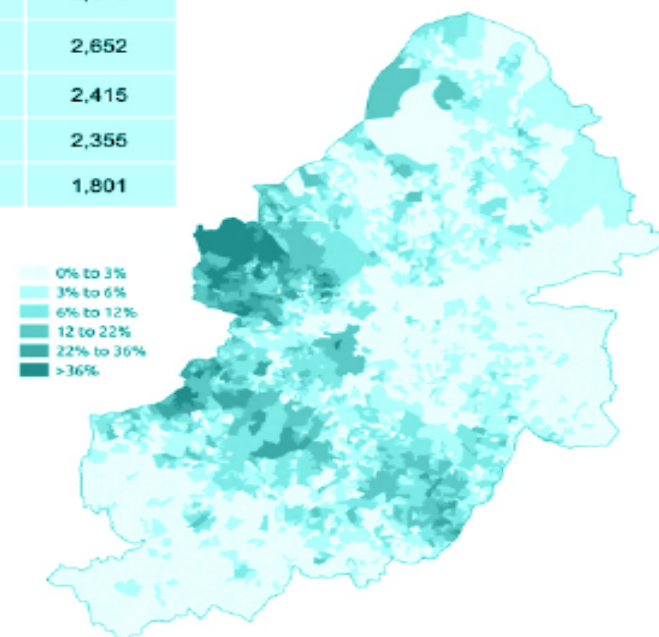 2,652
2,415
2,355
1,801
0% to 3%
3% to 6%
6% to 12%
12 to 22%
22% to 36%
>36%